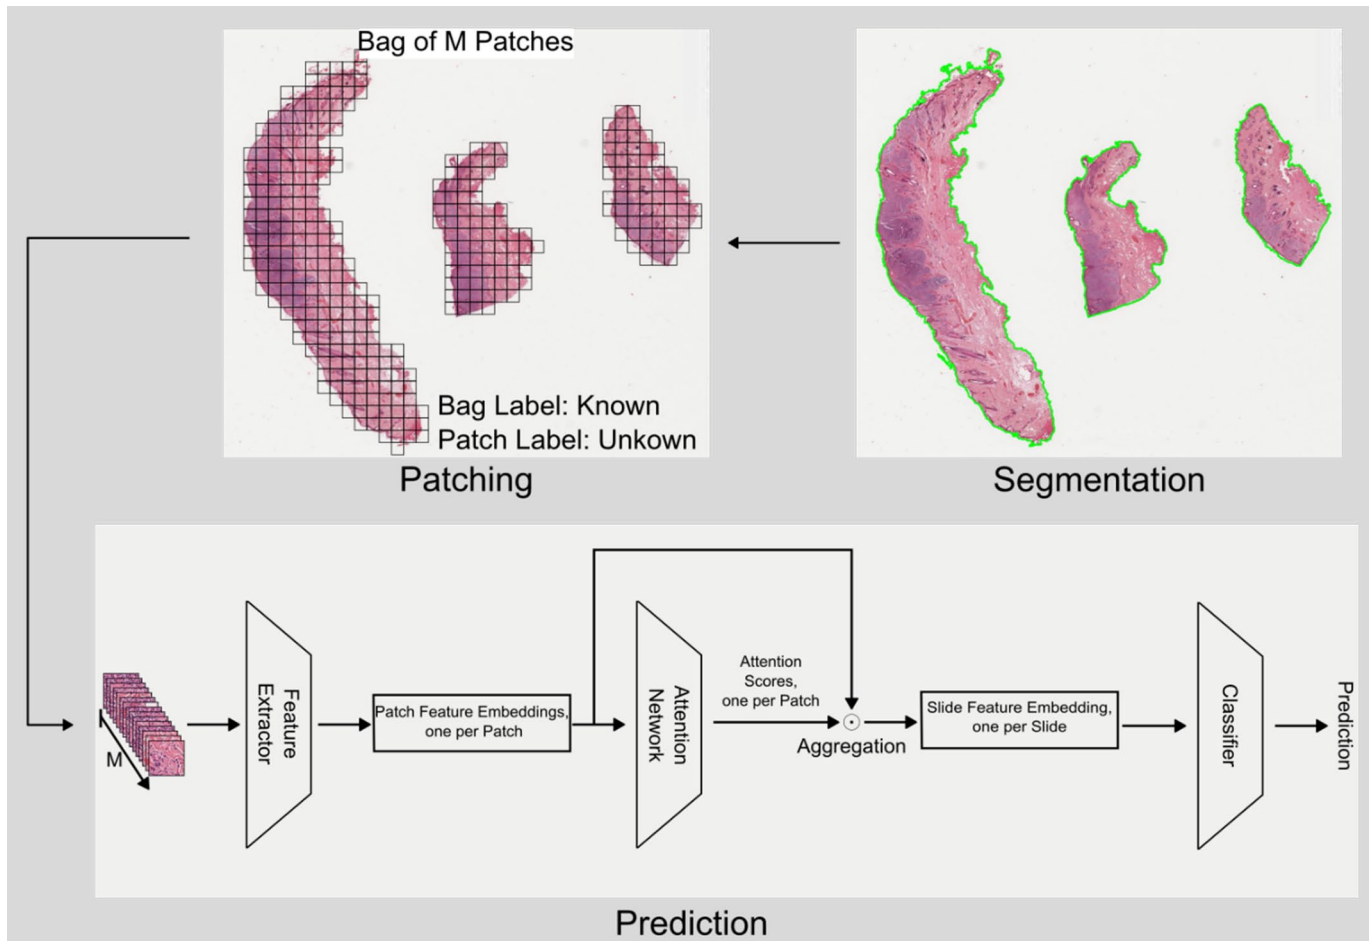 Bag of M Patches
Bag Label: Known
Patch Label: Unkown
Patching
Segmentation
M
Feature
Extractor
Patch Feature Embeddings,
one per Patch
Attention
Network
Attention
Scores,
one per Patch
Aggregation
Slide Feature Embedding,
one per Slide
Classifier
Prediction
Prediction